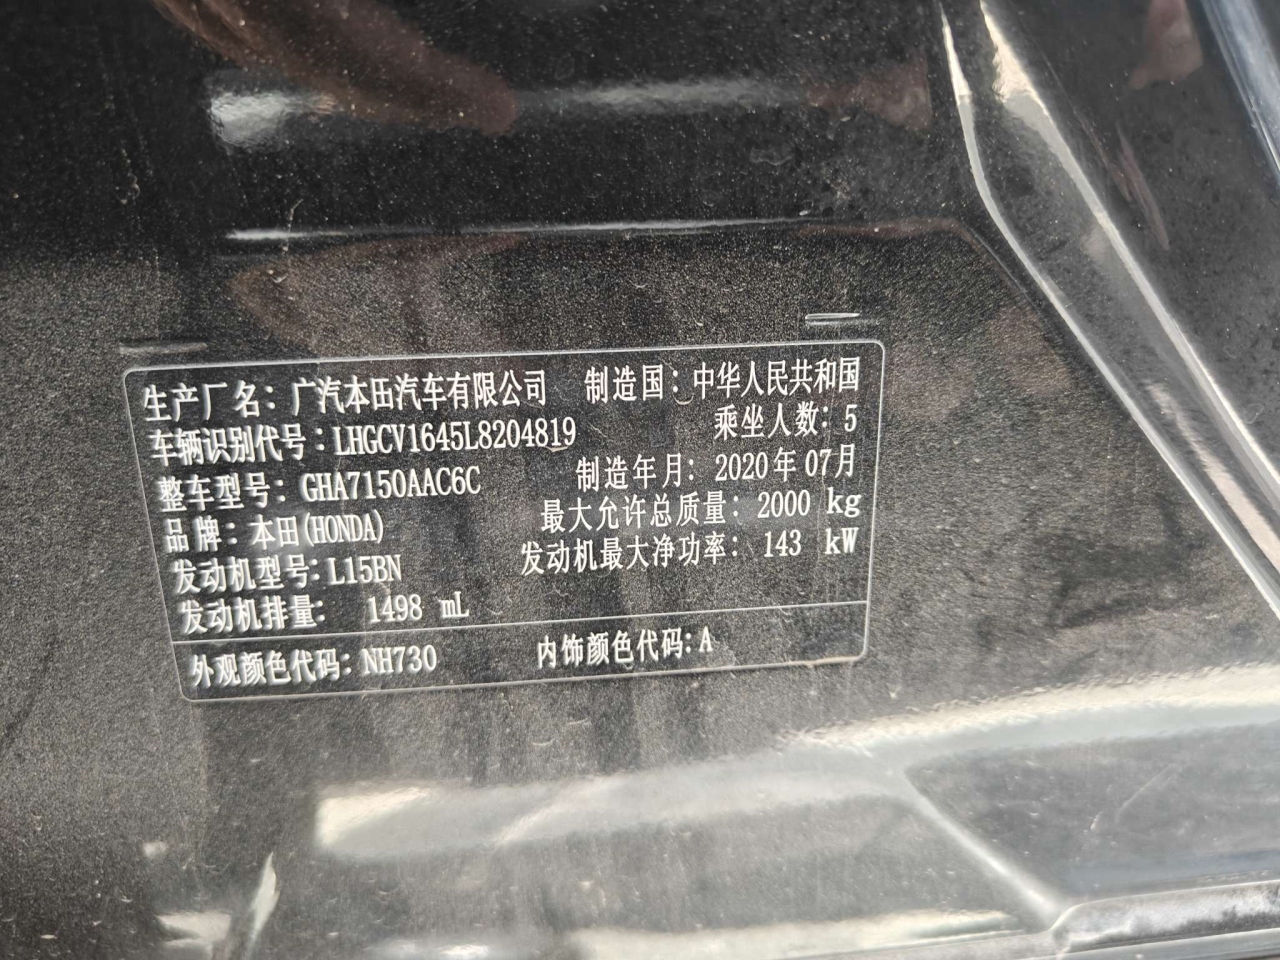 生产厂名：广汽本田汽车有限公司 制造国：中华人民共和国
车辆识别代号：LHGCV1645L8204819 乘坐人数：5
整车型号：GHA7150AAC6C 制造年月：2020年07月
品牌：本田(HONDA) 最大允许总质量：2000 kg
发动机型号：L15BN 发动机最大净功率：143 kW
发动机排量：1498 mL
外观颜色代码：NH730 内饰颜色代码：A